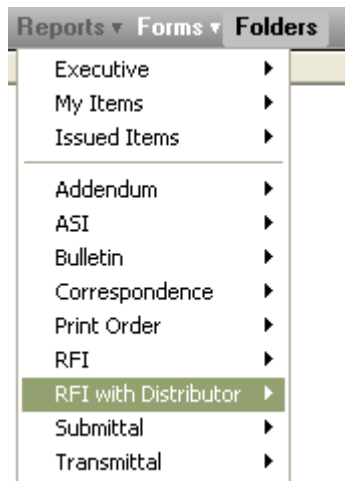 Reports Forms Folders
Executive
My Items
Issued Items
Addendum
ASI
Bulletin
Correspondence
Print Order
RFI
RFI with Distributor
Submittal
Transmittal